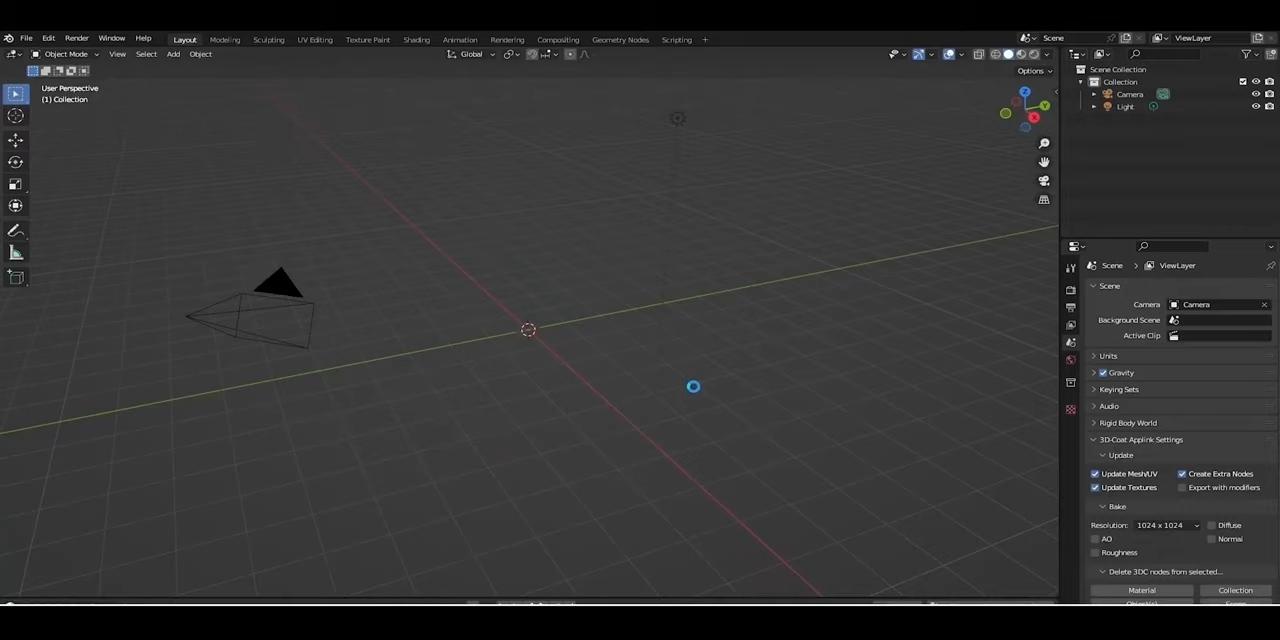 File Edit Render Window Help Layout Modeling Sculpting UV Editing Texture Paint Shading Animation Rendering Compositing Geometry Nodes Scripting + Scene ViewLayer
Object Mode View Select Add Object Global
Options
User Perspective
(1) Collection
Z
Y
X
Scene Collection
Collection
Camera
Light
Scene > ViewLayer
Scene
Camera Camera
Background Scene
Active Clip
Units
Gravity
Keying Sets
Audio
Rigid Body World
3D-Coat Applink Settings
Update
Update Mesh/UV Create Extra Nodes
Update Textures Export with modifiers
Bake
Resolution: 1024 x 1024 Diffuse
AO Normal
Roughness
Delete 3DC nodes from selected...
Material Collection